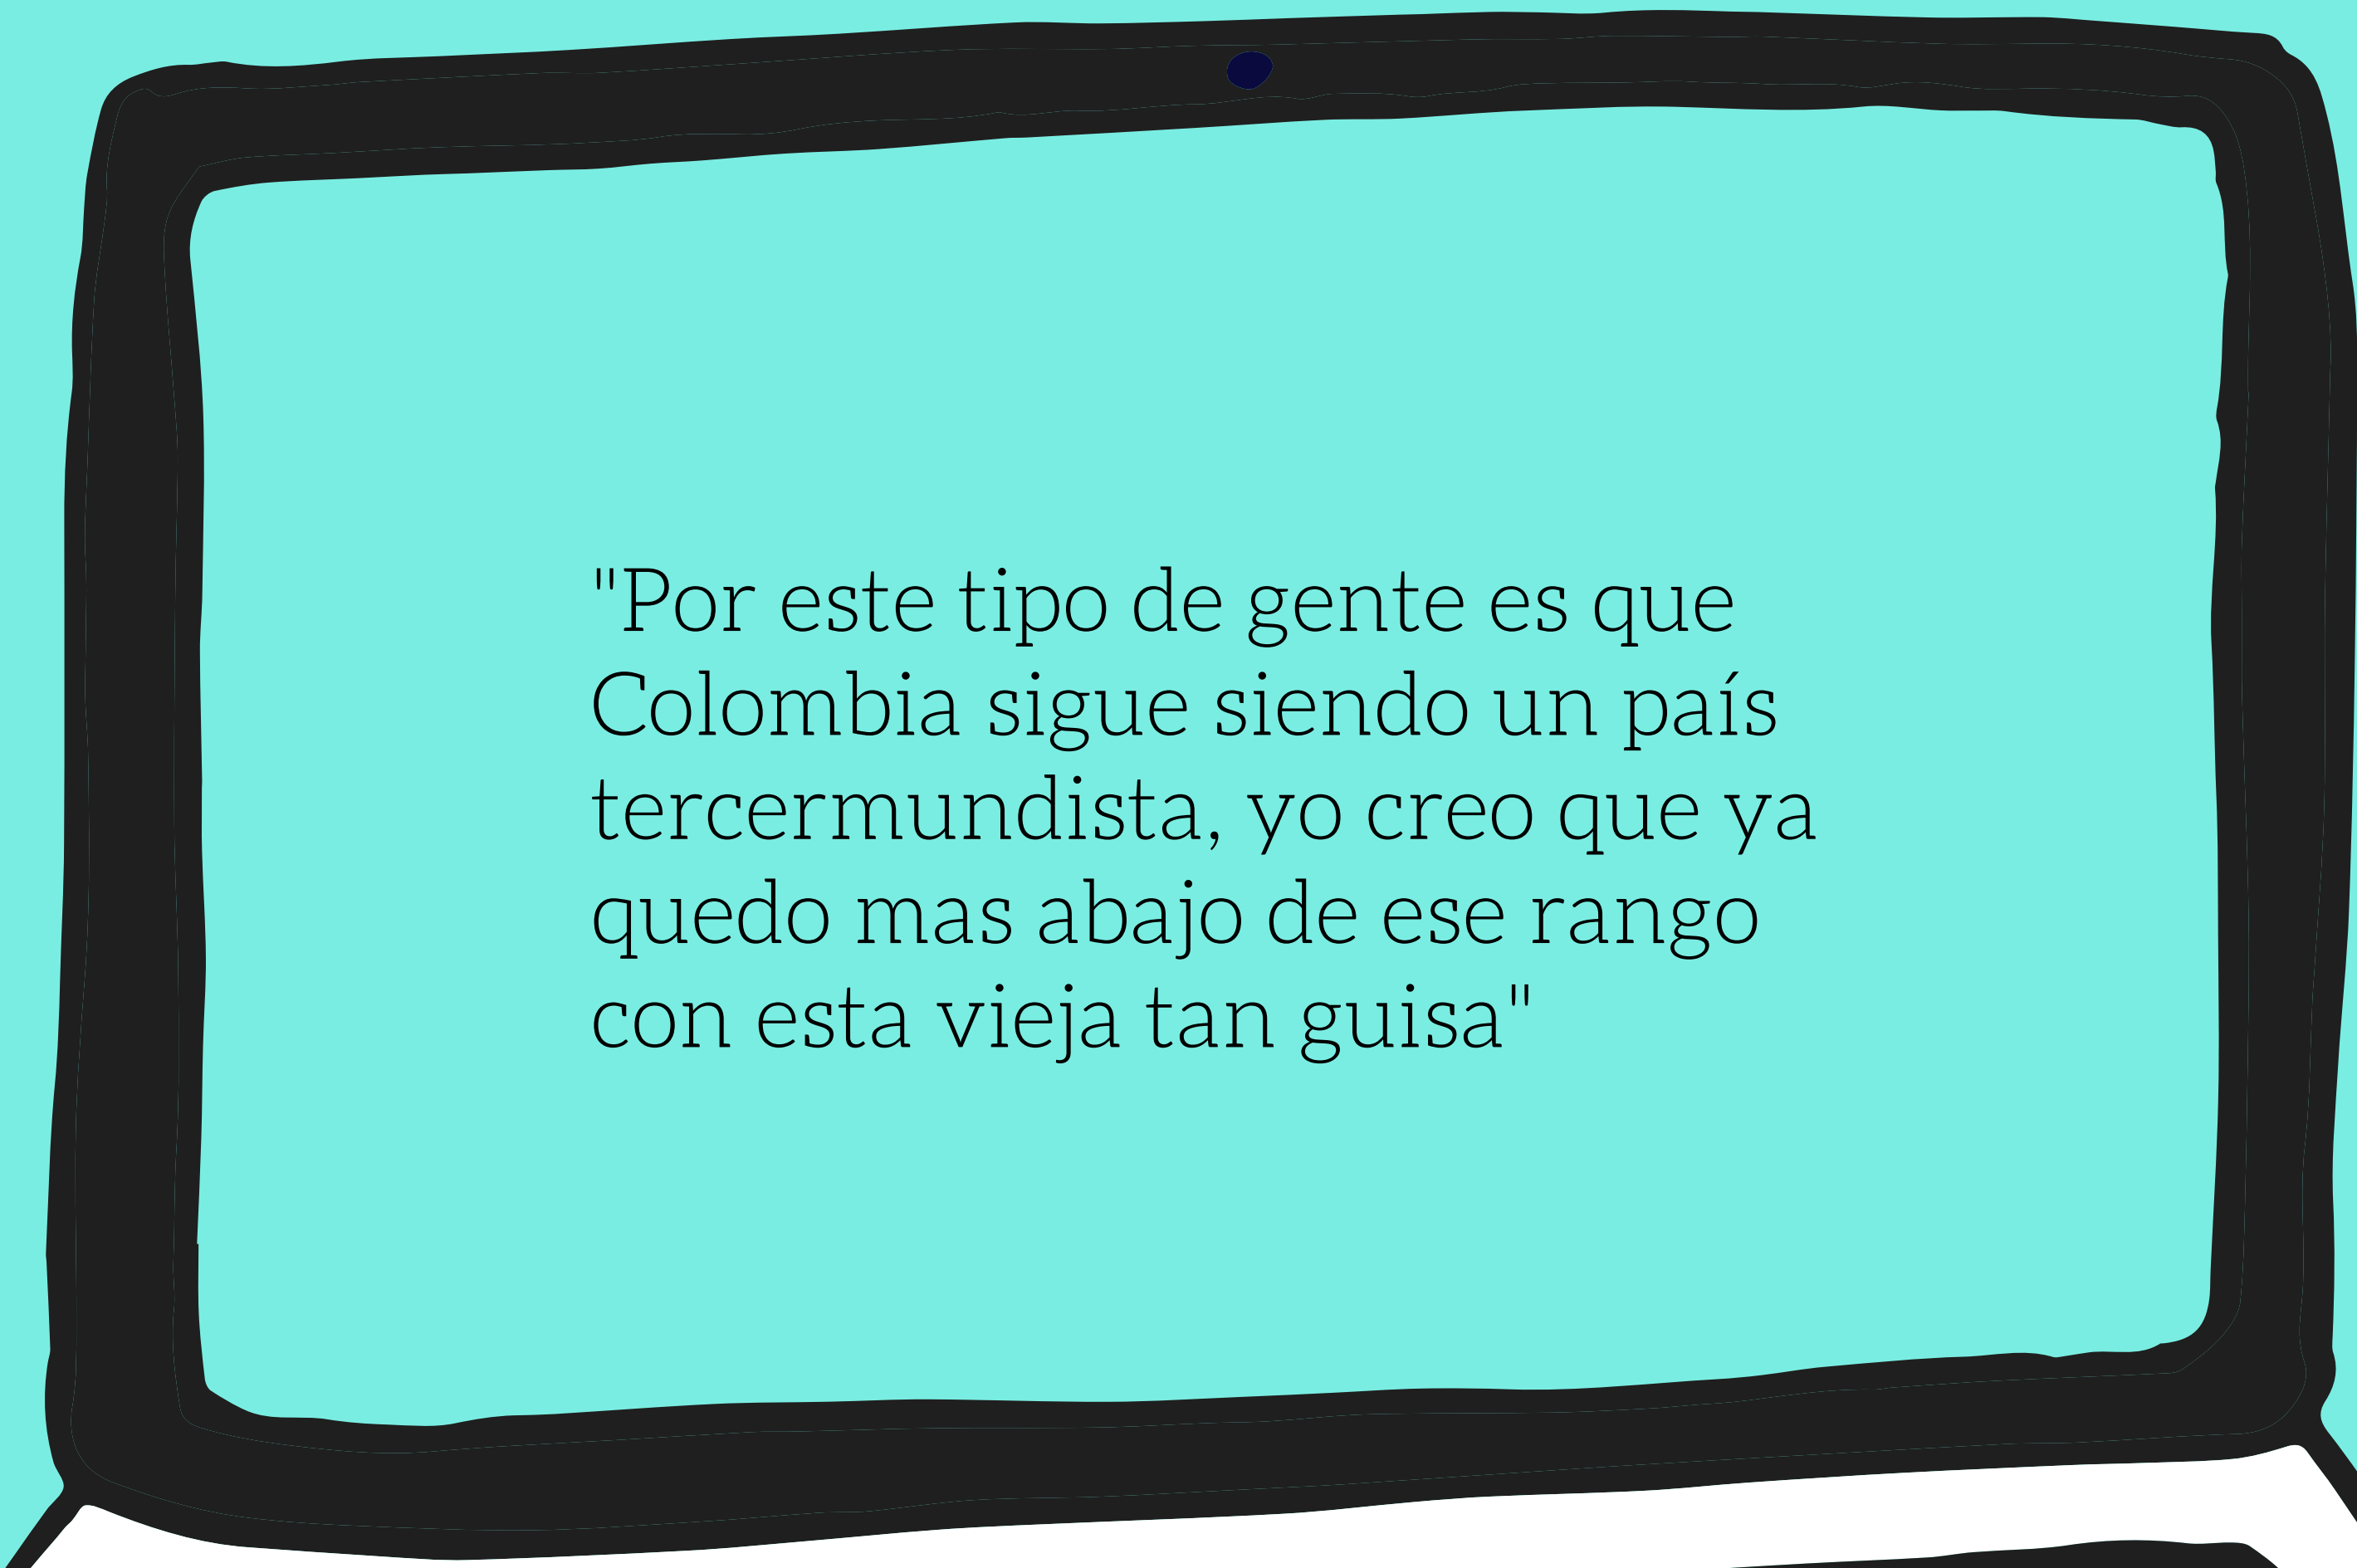 "Por este tipo de gente es que
Colombia sigue siendo un país
tercermundista, yo creo que ya
quedo mas abajo de ese rango
con esta vieja tan guisa"